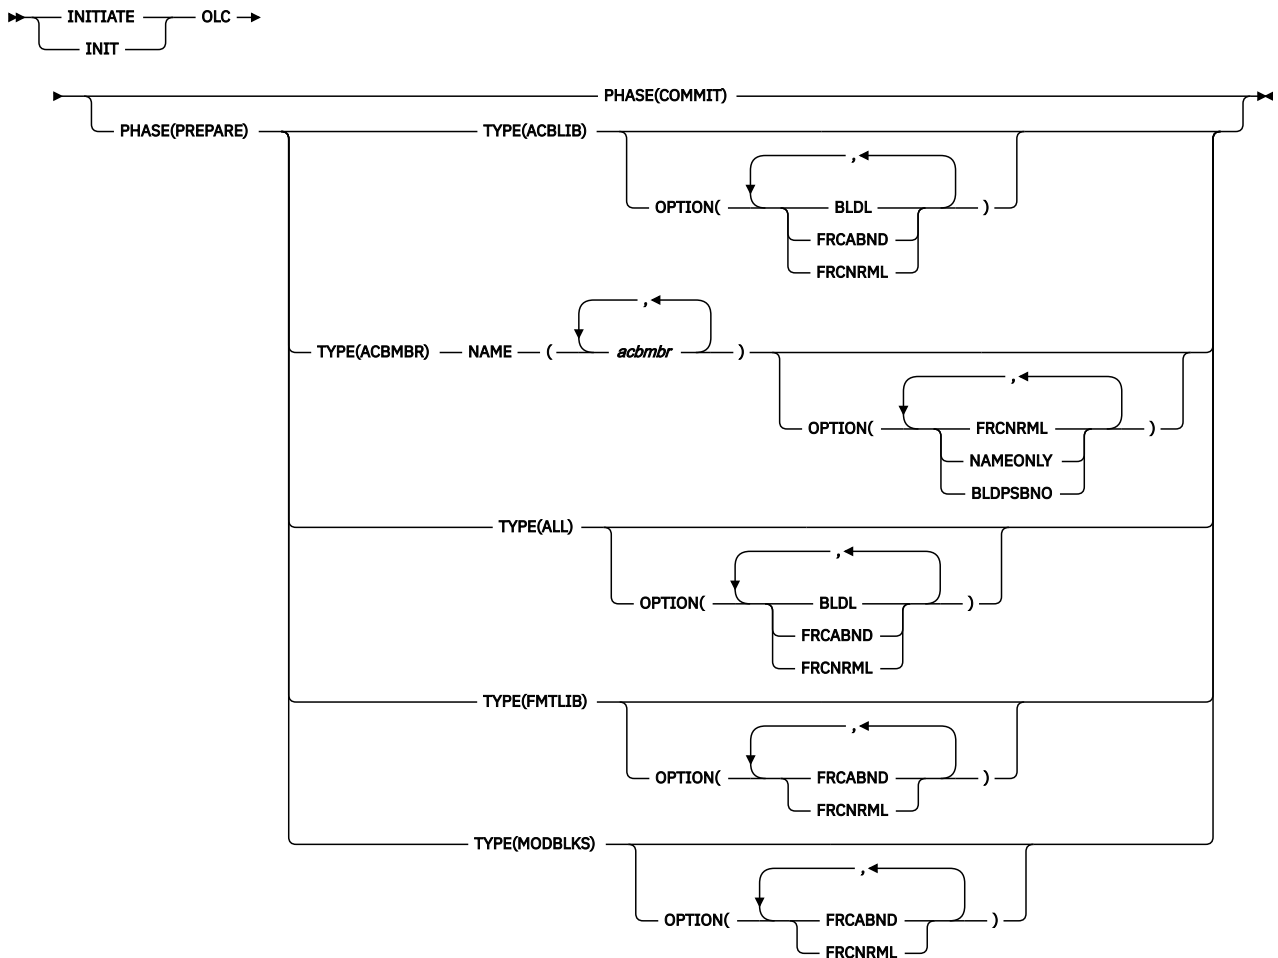 INITIATE OLC
INIT
PHASE(COMMIT)
PHASE(PREPARE) TYPE(ACBLIB)
,
OPTION( BLDL )
FRCABND
FRCNRML
,
TYPE(ACBMBR) NAME ( acbmbr )
,
OPTION( FRCNRML )
NAMEONLY
BLDPSBNO
TYPE(ALL)
,
OPTION( BLDL )
FRCABND
FRCNRML
TYPE(FMTLIB)
,
OPTION( FRCABND )
FRCNRML
TYPE(MODBLKS)
,
OPTION( FRCABND )
FRCNRML